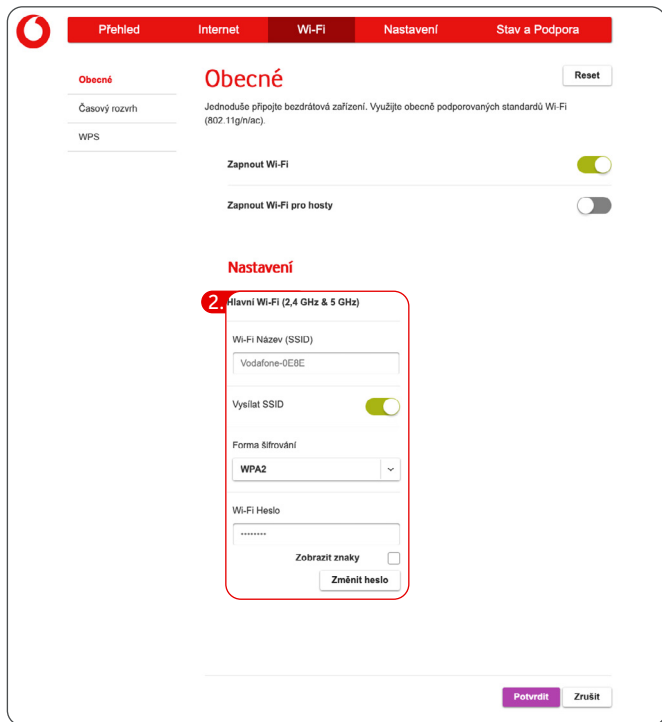 Přehled Internet Wi-Fi Nastavení Stav a Podpora
Obecné
Časový rozvrh
WPS
Obecné
Reset
Jednoduše připojte bezdrátová zařízení. Využijte obecně podporovaných standardů Wi-Fi
(802.11g/n/ac).
Zapnout Wi-Fi
Zapnout Wi-Fi pro hosty
Nastavení
2.
Hlavní Wi-Fi (2,4 GHz & 5 GHz)
Wi-Fi Název (SSID)
Vodafone-0E8E
Vysílat SSID
Forma šifrování
WPA2
Wi-Fi Heslo
••••••••
Zobrazit znaky
Změnit heslo
Potvrdit Zrušit